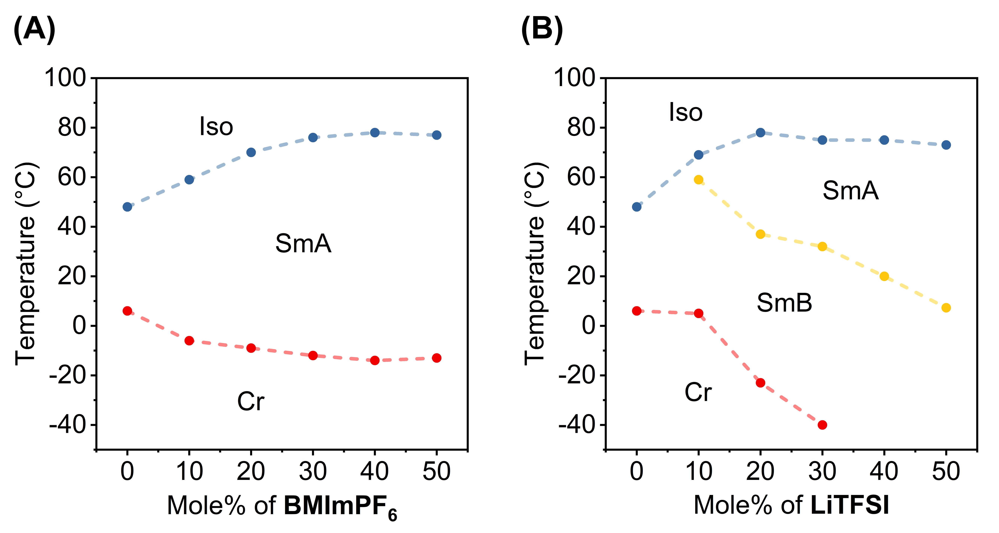 (A)
100
80
60
40
20
0
-20
-40
Temperature (°C)
Iso
SmA
Cr
0 10 20 30 40 50
Mole% of BMImPF6
(B)
100
80
60
40
20
0
-20
-40
Temperature (°C)
Iso
SmA
SmB
Cr
0 10 20 30 40 50
Mole% of LiTFSI